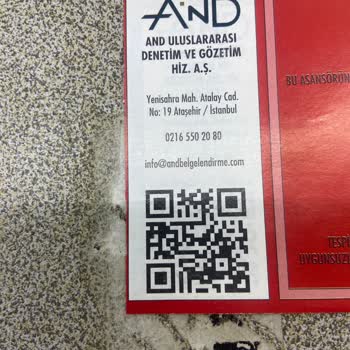 AND
AND ULUSLARARASI
DENETİM VE GÖZETİM
HİZ. A.Ş.
Yenisahra Mah. Atalay Cad.
No: 19 Ataşehir / İstanbul
0216 550 20 80
info@andbelgelendirme.com
BU ASANSÖRÜN
TESPİ
UYGUNSUZ